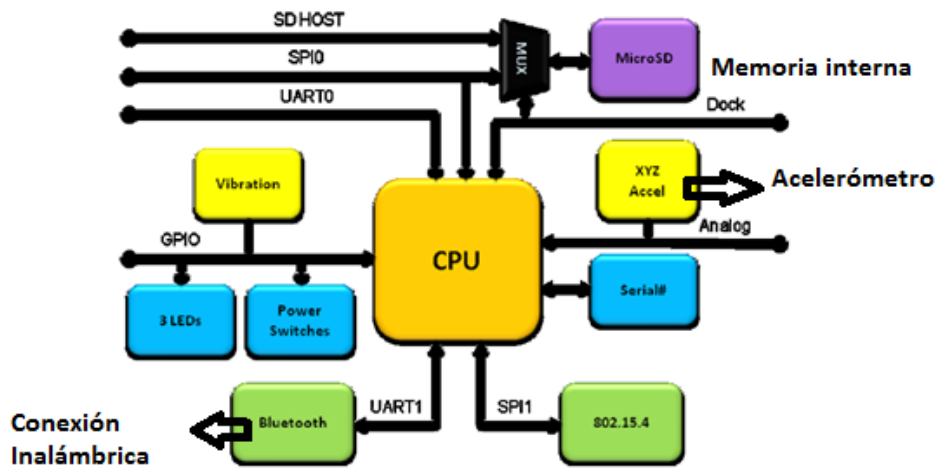 SD HOST
SPI0
UART0
MUX
MicroSD
Memoria interna
Dock
Vibration
XYZ
Accel
Acelerómetro
GPIO
CPU
Analog
3 LEDs
Power
Switches
Serial#
Conexión
Inalámbrica
Bluetooth
UART1
SPI1
802.15.4